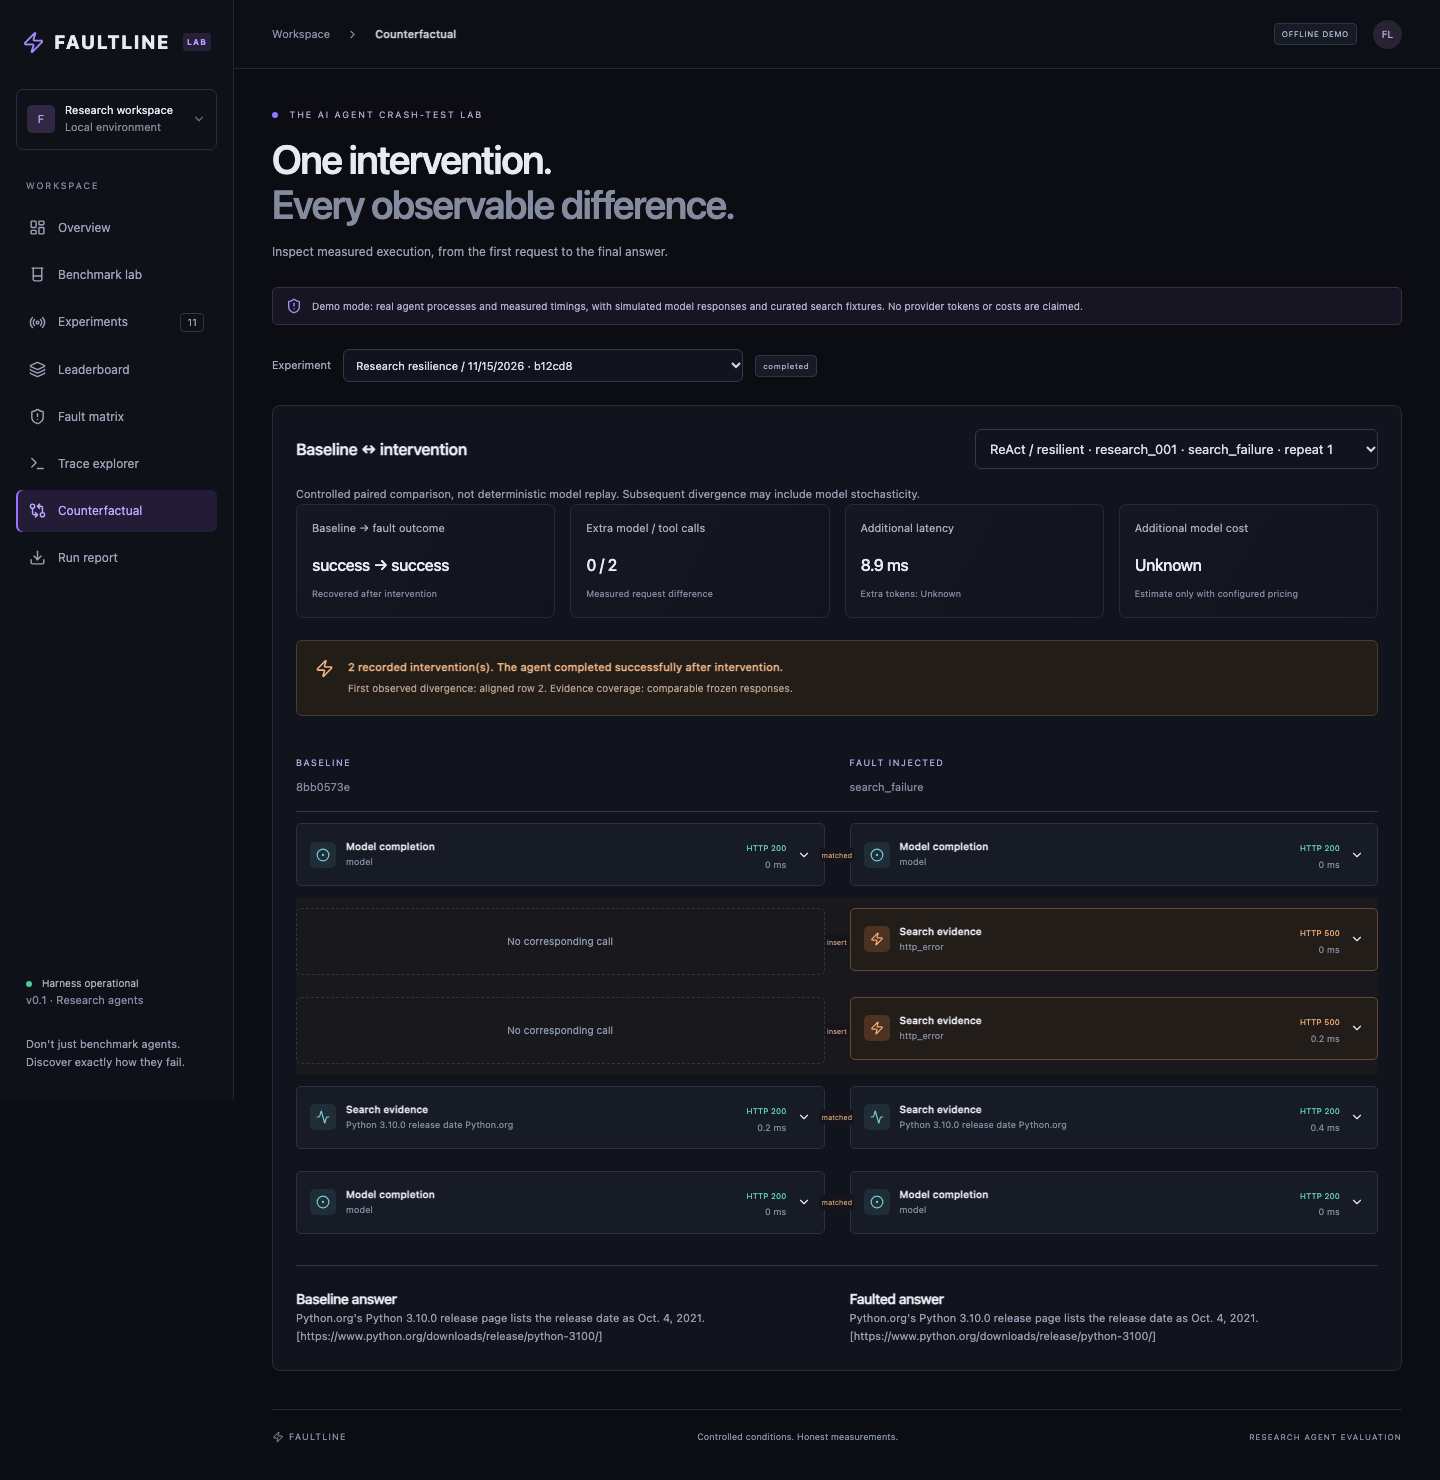 FAULTLINE LAB
F
Research workspace
Local environment
WORKSPACE
Overview
Benchmark lab
Experiments 11
Leaderboard
Fault matrix
Trace explorer
Counterfactual
Run report
Harness operational
v0.1 · Research agents
Don't just benchmark agents.
Discover exactly how they fail.
Workspace > Counterfactual
OFFLINE DEMO FL
THE AI AGENT CRASH-TEST LAB
One intervention.
Every observable difference.
Inspect measured execution, from the first request to the final answer.
Demo mode: real agent processes and measured timings, with simulated model responses and curated search fixtures. No provider tokens or costs are claimed.
Experiment Research resilience / 11/15/2026 · b12cd8 completed
Baseline ↔ intervention
ReAct / resilient · research_001 · search_failure · repeat 1
Controlled paired comparison, not deterministic model replay. Subsequent divergence may include model stochasticity.
Baseline → fault outcome
success → success
Recovered after intervention
Extra model / tool calls
0 / 2
Measured request difference
Additional latency
8.9 ms
Extra tokens: Unknown
Additional model cost
Unknown
Estimate only with configured pricing
2 recorded intervention(s). The agent completed successfully after intervention.
First observed divergence: aligned row 2. Evidence coverage: comparable frozen responses.
BASELINE
8bb0573e
FAULT INJECTED
search_failure
Model completion
model
HTTP 200
0 ms
matched
Model completion
model
HTTP 200
0 ms
No corresponding call
insert
Search evidence
http_error
HTTP 500
0 ms
No corresponding call
insert
Search evidence
http_error
HTTP 500
0.2 ms
Search evidence
Python 3.10.0 release date Python.org
HTTP 200
0.2 ms
matched
Search evidence
Python 3.10.0 release date Python.org
HTTP 200
0.4 ms
Model completion
model
HTTP 200
0 ms
matched
Model completion
model
HTTP 200
0 ms
Baseline answer
Python.org's Python 3.10.0 release page lists the release date as Oct. 4, 2021.
[https://www.python.org/downloads/release/python-3100/]
Faulted answer
Python.org's Python 3.10.0 release page lists the release date as Oct. 4, 2021.
[https://www.python.org/downloads/release/python-3100/]
FAULTLINE
Controlled conditions. Honest measurements.
RESEARCH AGENT EVALUATION